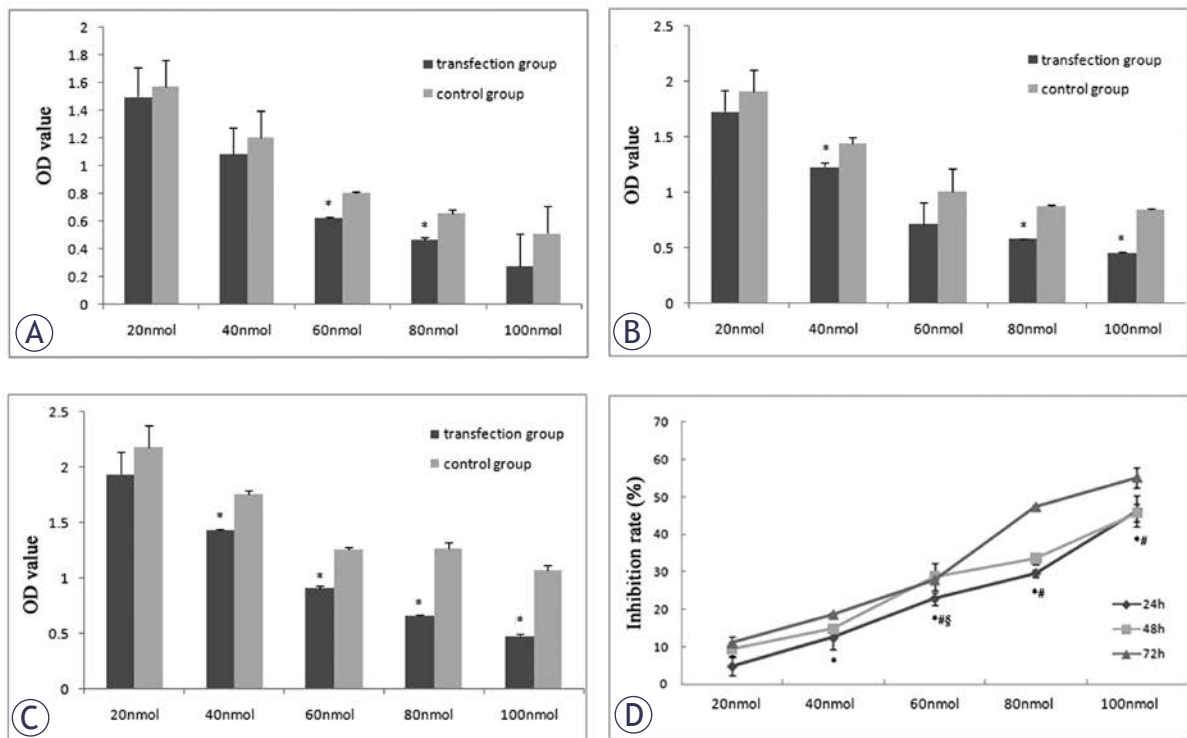 2
1.8
1.6
1.4
1.2
1
0.8
0.6
0.4
0.2
0
OD value
transfection group
control group
*
*
20nmol 40nmol 60nmol 80nmol 100nmol
A
2.5
2
1.5
1
0.5
0
OD value
transfection group
control group
*
*
*
20nmol 40nmol 60nmol 80nmol 100nmol
B
2.5
2
1.5
1
0.5
0
OD value
transfection group
control group
*
*
*
*
20nmol 40nmol 60nmol 80nmol 100nmol
C
70
60
50
40
30
20
10
0
Inhibition rate (%)
*
*#§
*#
*#
24h
48h
72h
20nmol 40nmol 60nmol 80nmol 100nmol
D